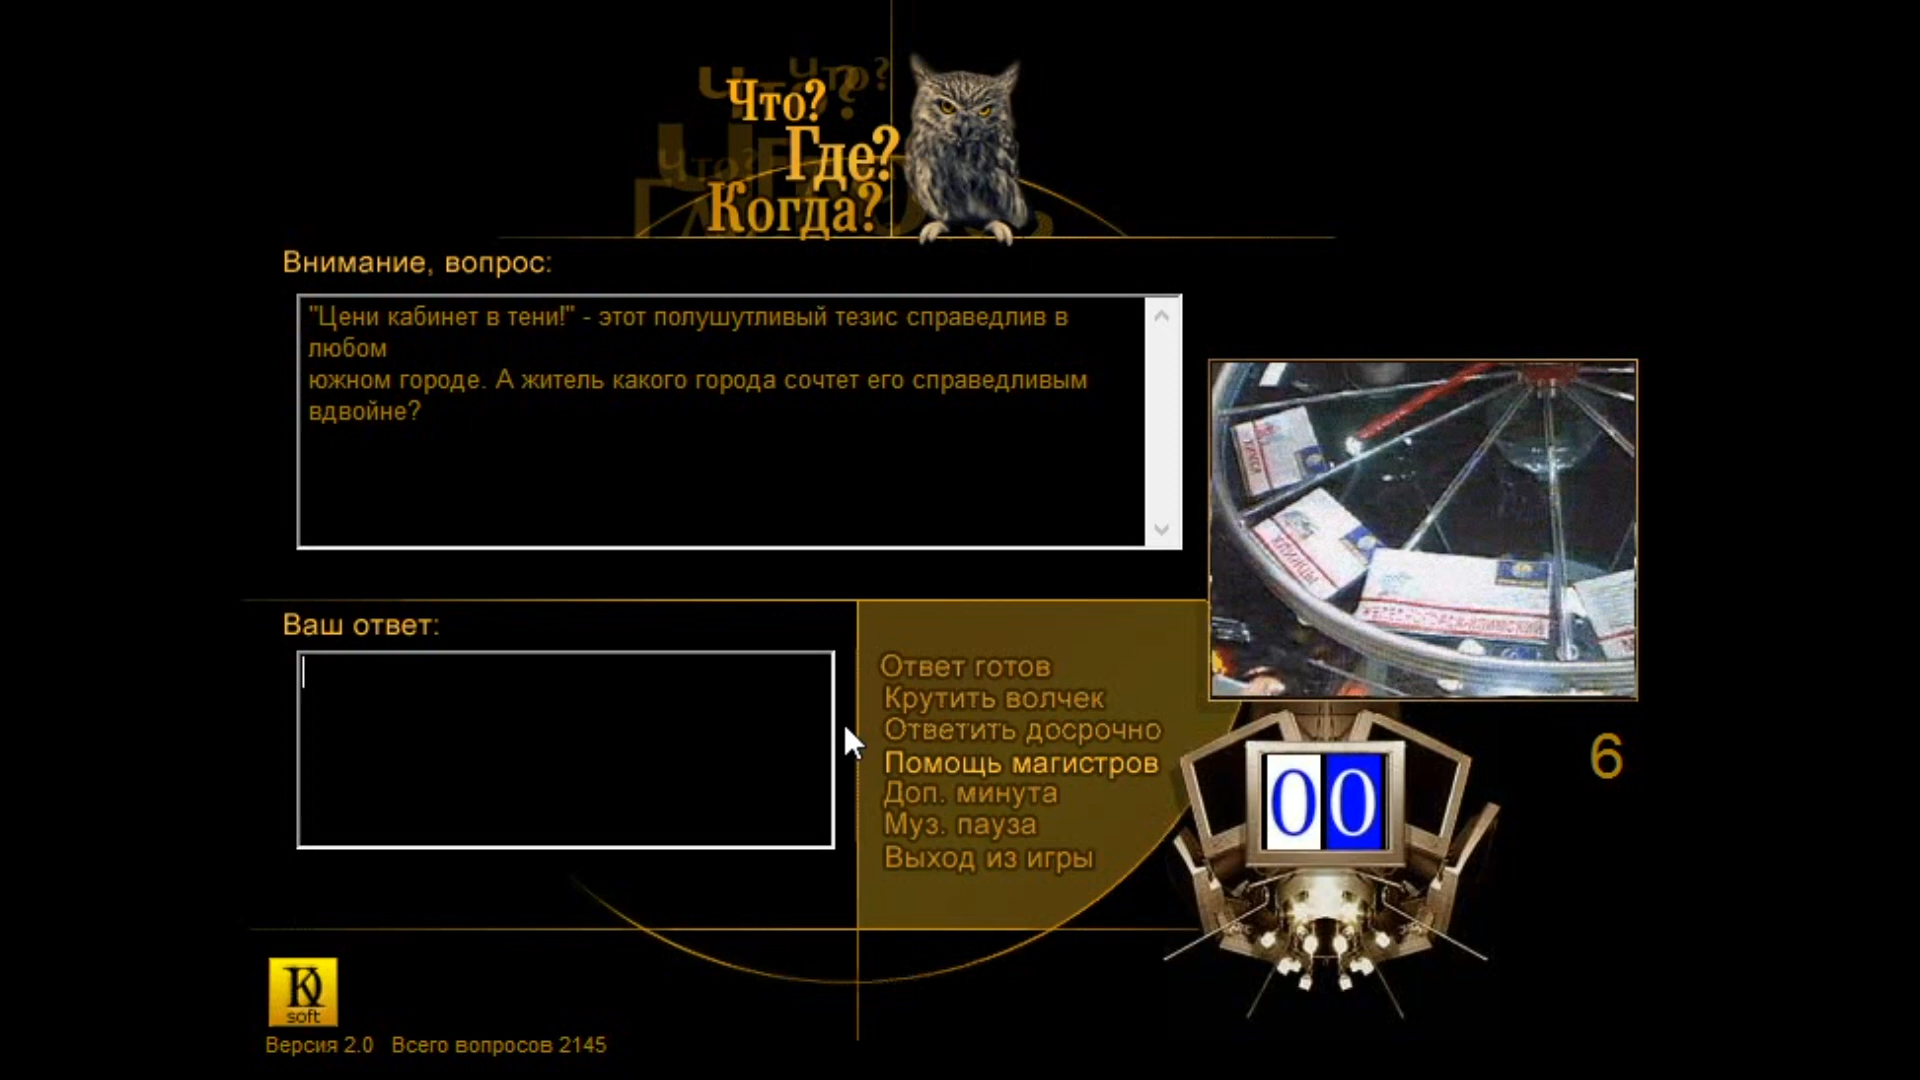 Что?
Что?
Где?
Когда?
Внимание, вопрос:
"Цени кабинет в тени!" - этот полушутливый тезис справедлив в
любом
южном городе. А житель какого города сочтет его справедливым
вдвойне?
Ваш ответ:
Ответ готов
Крутить волчек
Ответить досрочно
Помощь магистров
Доп. минута
Муз. пауза
Выход из игры
00
6
KD
soft
Версия 2.0 Всего вопросов 2145